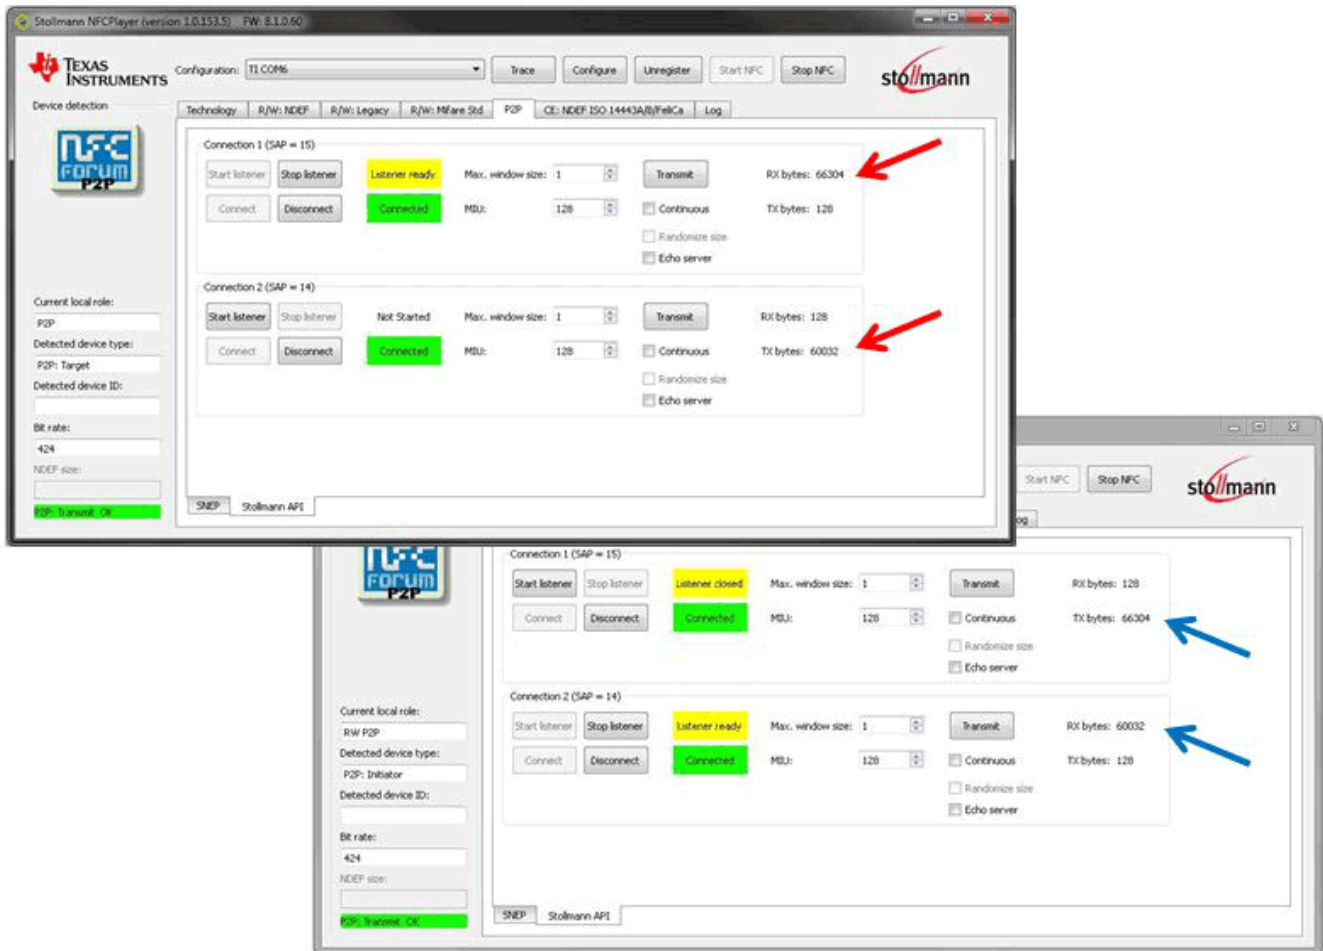 Stollmann NFCPlayer (version 1.0.153.5) FW: 8.1.0.60
TEXAS INSTRUMENTS
Configuration: TI COM6 Trace Configure Unregister Start NFC Stop NFC
stollmann
Device detection
Technology R/W: NDEF R/W: Legacy R/W: Mifare Std P2P CE: NDEF ISO 14443A/B/FeliCa Log
NFC FORUM P2P
Connection 1 (SAP = 15)
Start listener Stop listener Listener ready Max. window size: 1 Transmit RX bytes: 66304
Connect Disconnect Connected MIU: 128 Continuous TX bytes: 128
Randomize size
Echo server
Connection 2 (SAP = 14)
Start listener Stop listener Not Started Max. window size: 1 Transmit RX bytes: 128
Connect Disconnect Connected MIU: 128 Continuous TX bytes: 60032
Randomize size
Echo server
Current local role:
P2P
Detected device type:
P2P: Target
Detected device ID:
Bit rate:
424
NDEF size:
P2P: Transmit OK
SNEP Stollmann API
Start NFC Stop NFC
stollmann
og
NFC FORUM P2P
Connection 1 (SAP = 15)
Start listener Stop listener Listener closed Max. window size: 1 Transmit RX bytes: 128
Connect Disconnect Connected MIU: 128 Continuous TX bytes: 66304
Randomize size
Echo server
Connection 2 (SAP = 14)
Start listener Stop listener Listener ready Max. window size: 1 Transmit RX bytes: 60032
Connect Disconnect Connected MIU: 128 Continuous TX bytes: 128
Randomize size
Echo server
Current local role:
RW P2P
Detected device type:
P2P: Initiator
Detected device ID:
Bit rate:
424
NDEF size:
P2P: Transmit OK
SNEP Stollmann API